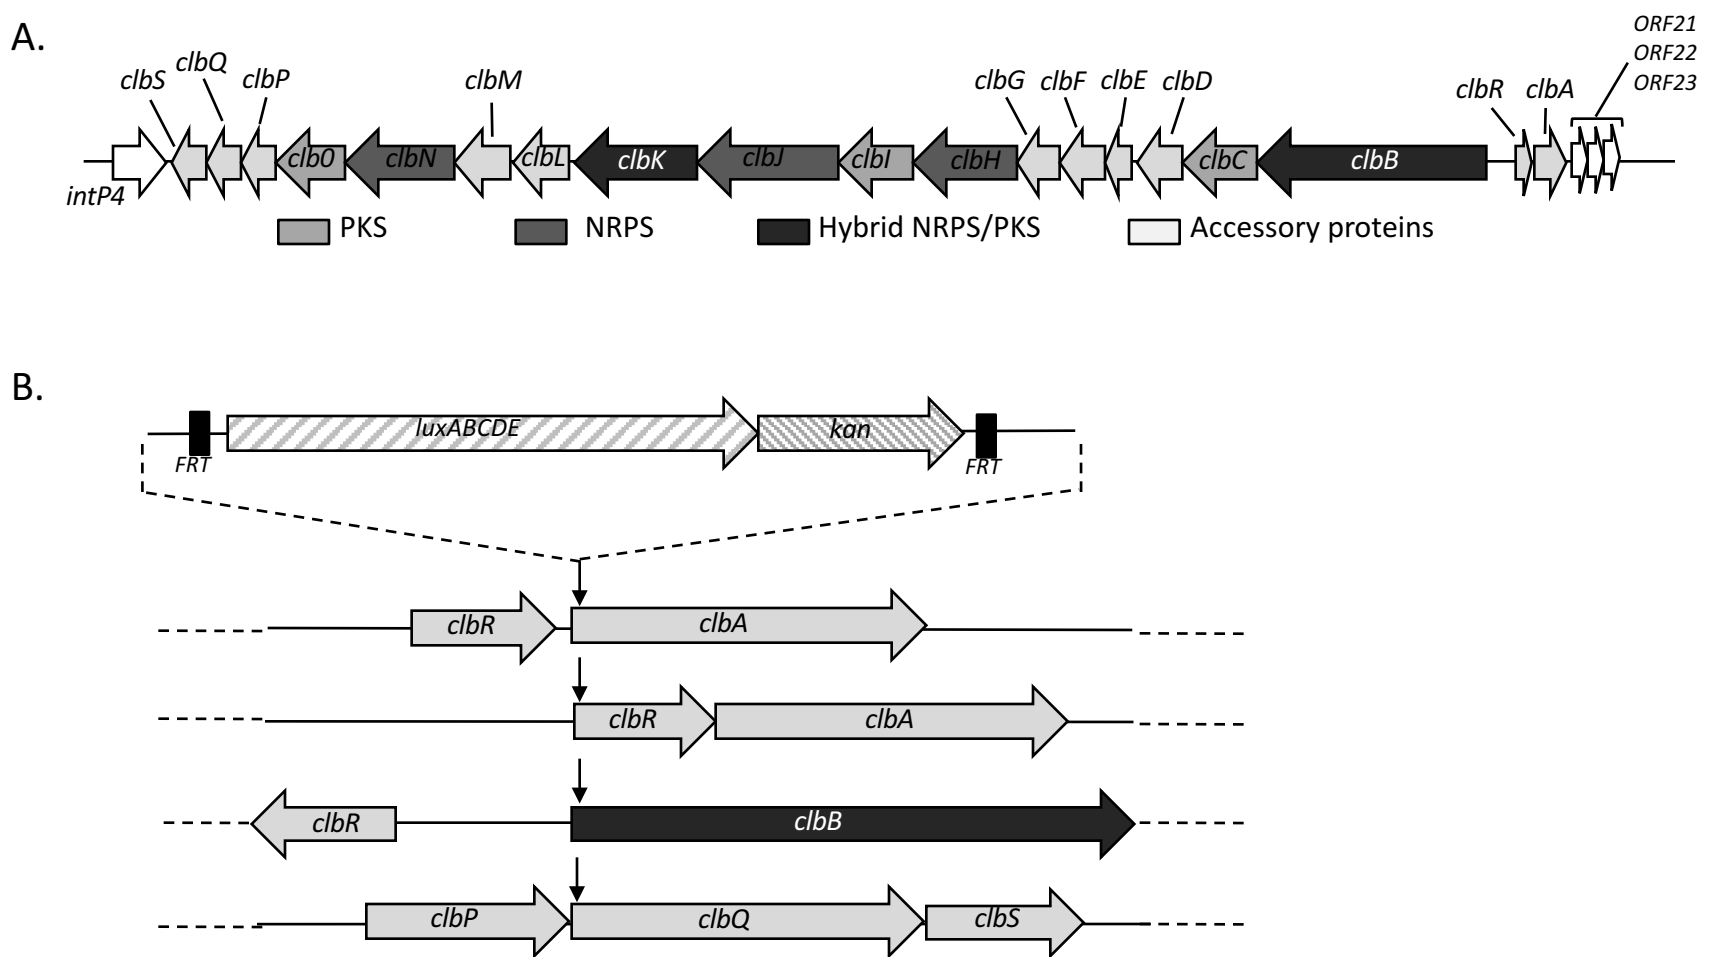 A.
ORF21
ORF22
ORF23
clbS
clbQ
clbP
clbM
clbG
clbF
clbE
clbD
clbR
clbA
clb0
clbN
clbL
clbK
clbJ
clbI
clbH
clbC
clbB
intP4
PKS
NRPS
Hybrid NRPS/PKS
Accessory proteins
B.
luxABCDE
kan
FRT
FRT
clbR
clbA
clbR
clbA
clbR
clbB
clbP
clbQ
clbS